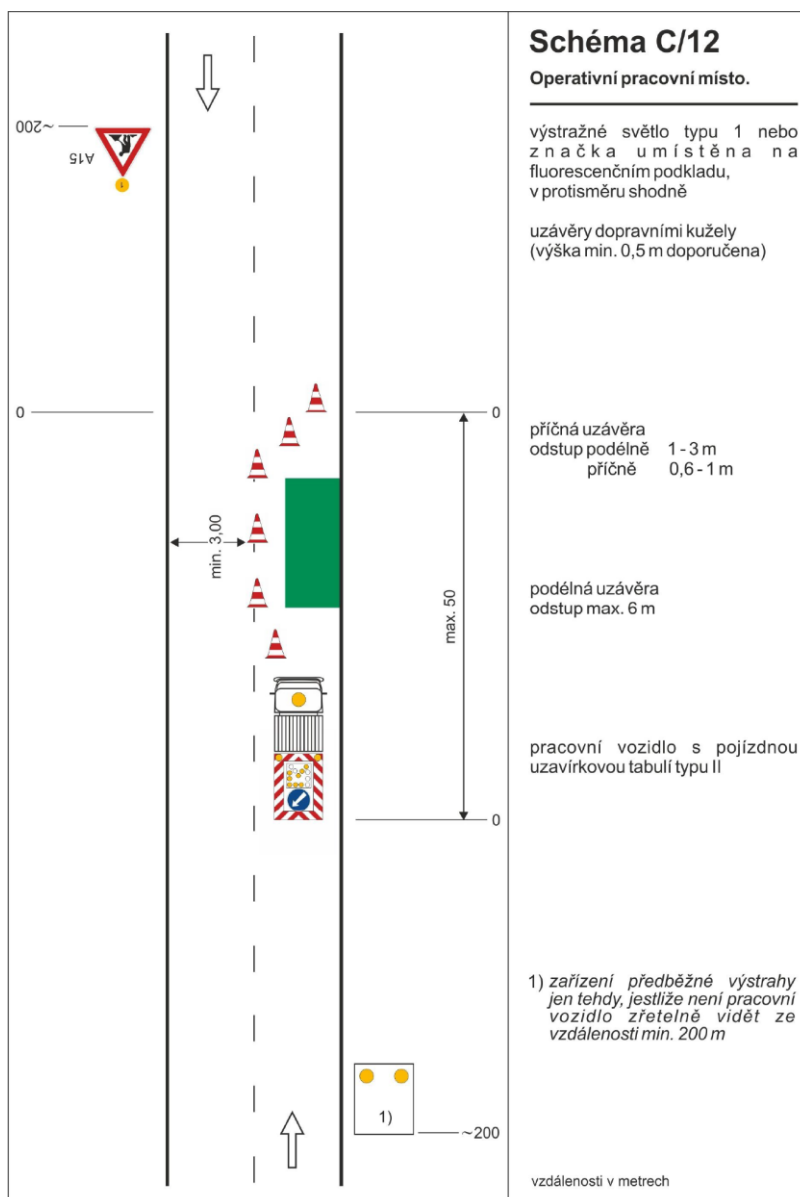 Schéma C/12
Operativní pracovní místo.
výstražné světlo typu 1 nebo
značka umístěna na
fluorescenčním podkladu,
v protisměru shodně
uzávěry dopravními kužely
(výška min. 0,5 m doporučena)
příčná uzávěra
odstup podélně 1 - 3 m
příčně 0,6 - 1 m
podélná uzávěra
odstup max. 6 m
pracovní vozidlo s pojízdnou
uzavírkovou tabulí typu II
1) zařízení předběžné výstrahy
jen tehdy, jestliže není pracovní
vozidlo zřetelně vidět ze
vzdálenosti min. 200 m
vzdálenosti v metrech
~200
A15
1
0
0
min. 3,00
max. 50
0
1)
~200